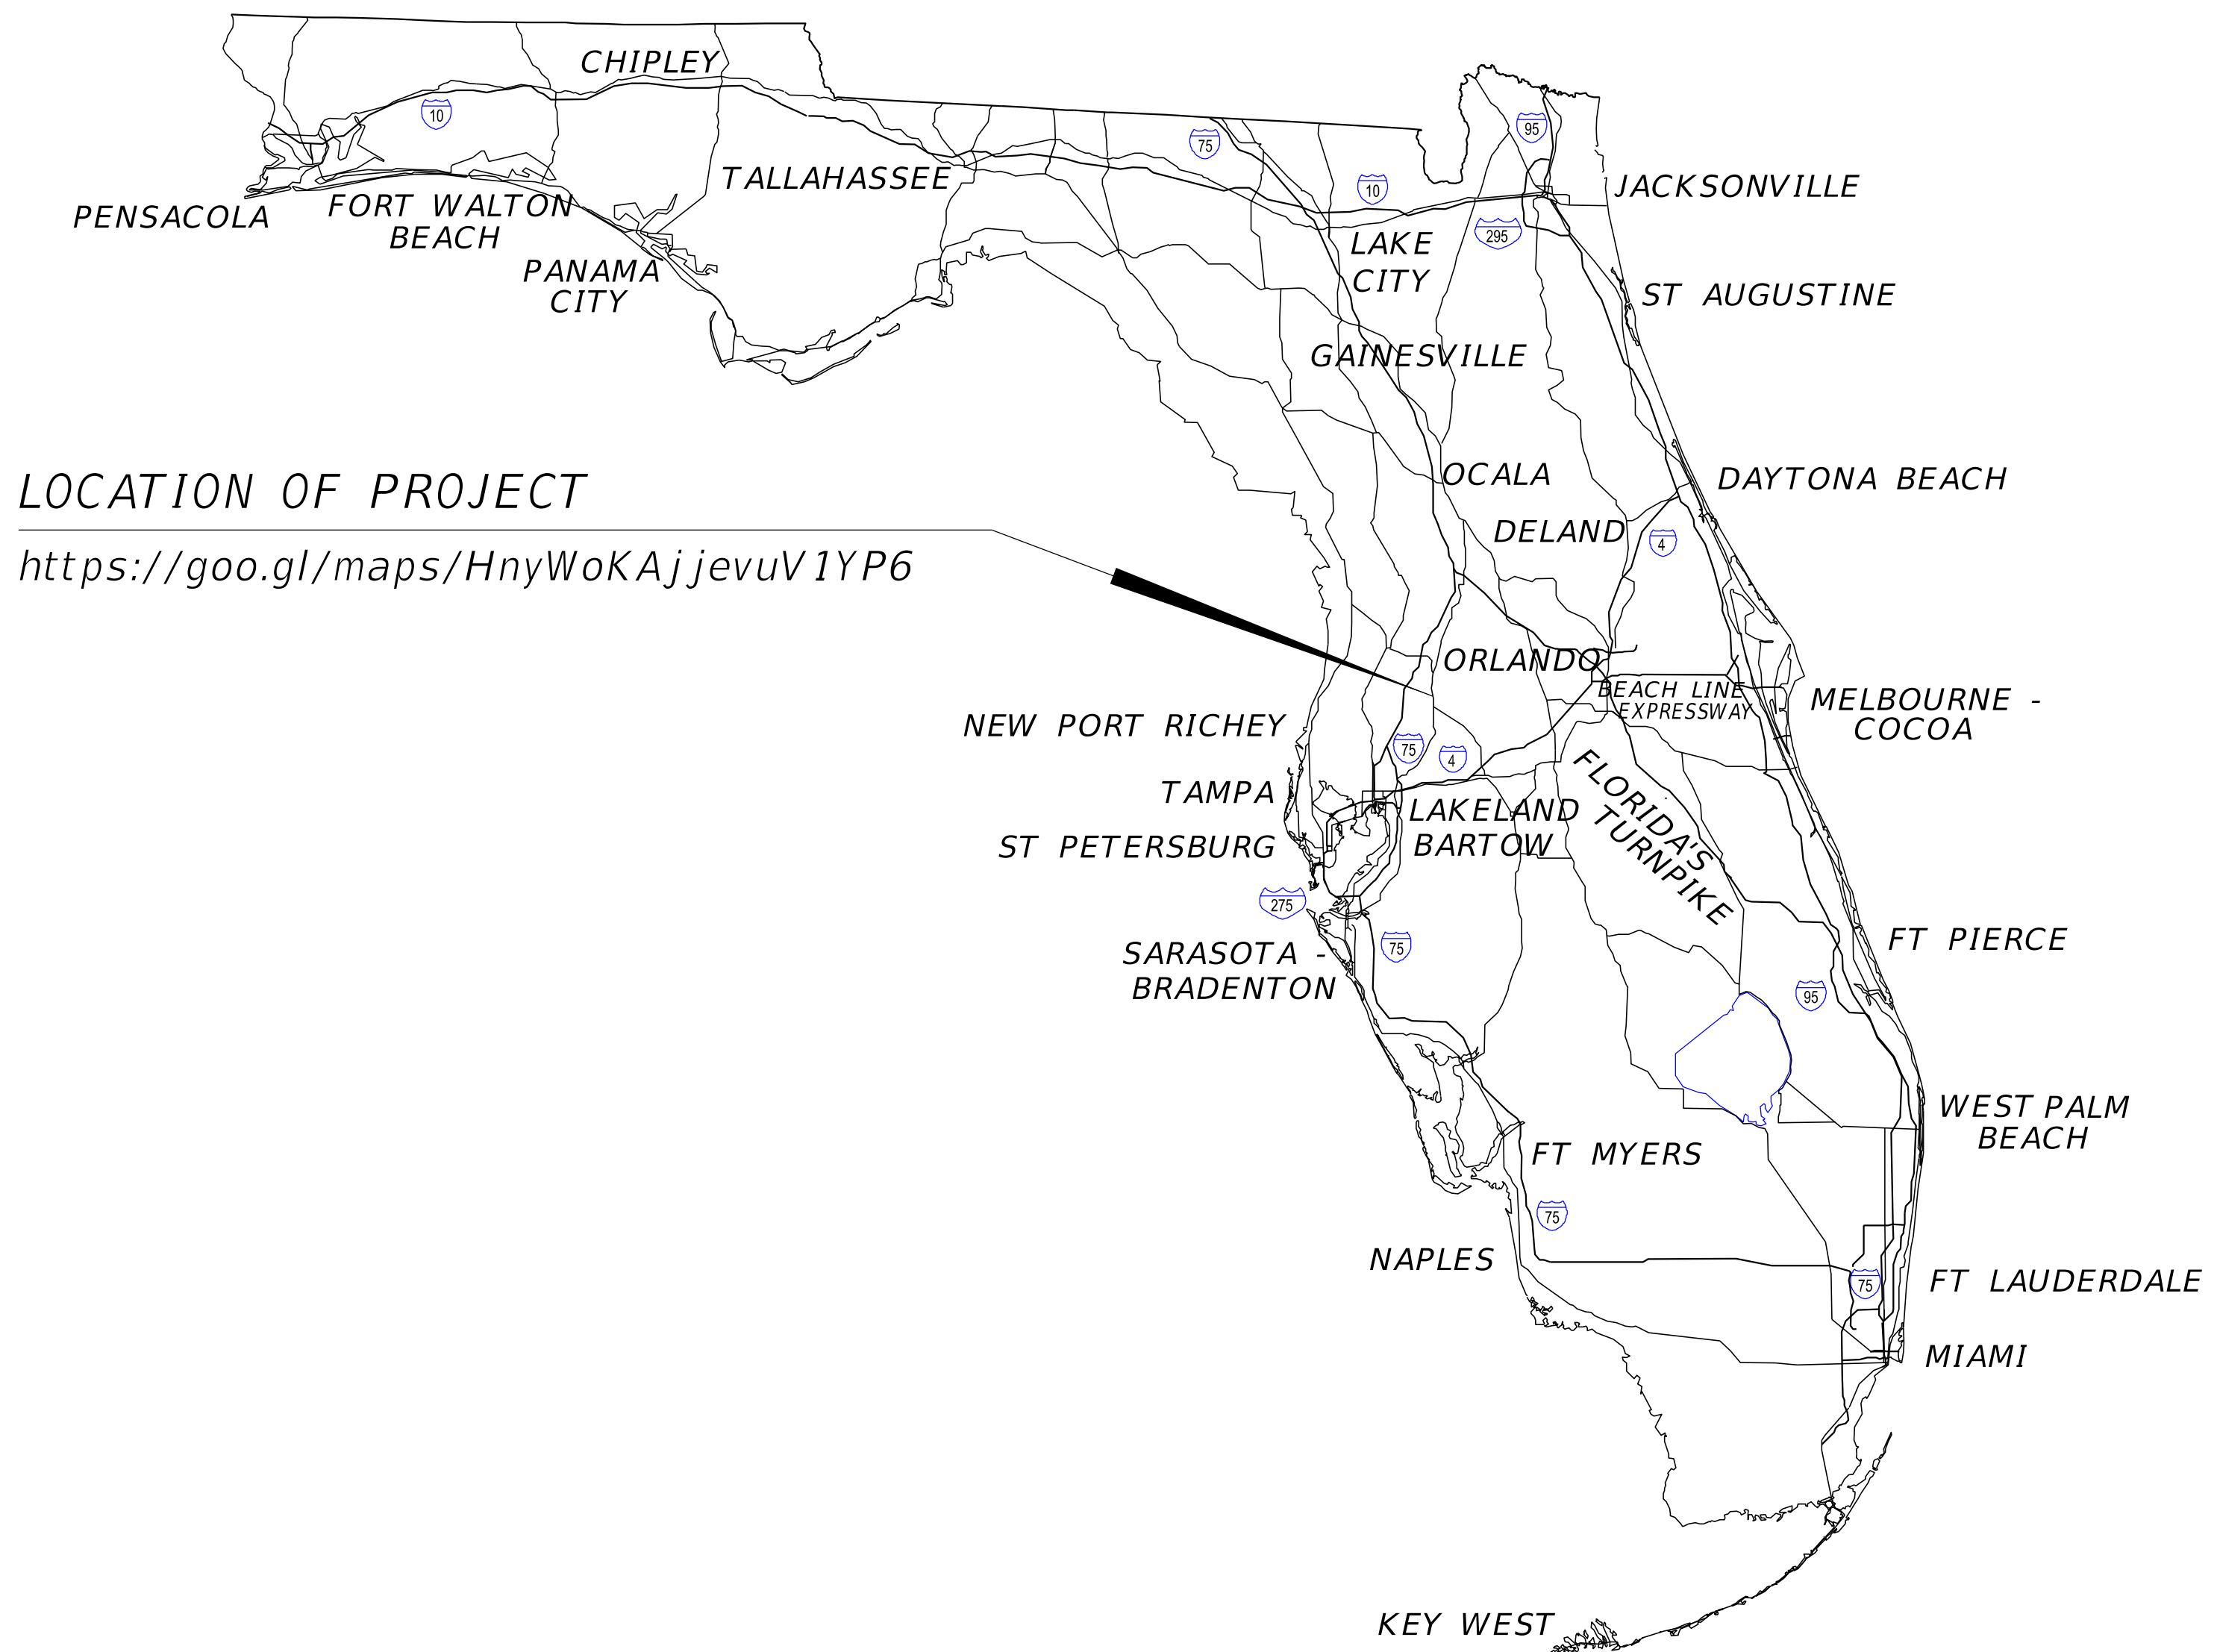 CHIPLEY
10
95
75
TALLAHASSEE
10
JACKSONVILLE
PENSACOLA
FORT WALTON
BEACH
295
LAKE
CITY
PANAMA
CITY
ST AUGUSTINE
GAINESVILLE
LOCATION OF PROJECT
https://goo.gl/maps/HnyWoKAjjevuV1YP6
OCALA
DAYTONA BEACH
DELAND
4
ORLANDO
BEACH LINE
EXPRESSWAY
MELBOURNE -
COCOA
NEW PORT RICHEY
75
4
TAMPA
FLORIDA'S
TURNPIKE
LAKELAND
BARTOW
ST PETERSBURG
275
75
SARASOTA -
BRADENTON
FT PIERCE
95
WEST PALM
BEACH
FT MYERS
75
NAPLES
75
FT LAUDERDALE
MIAMI
KEY WEST